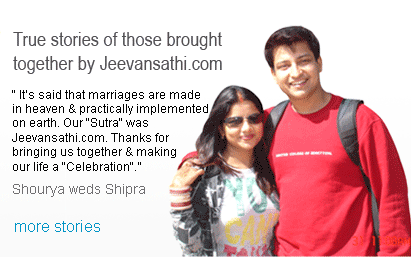 True stories of those brought
together by Jeevansathi.com
" It's said that marriages are made
in heaven & practically implemented
on earth. Our "Sutra" was
Jeevansathi.com. Thanks for
bringing us together & making
our life a "Celebration"."
Shourya weds Shipra
more stories